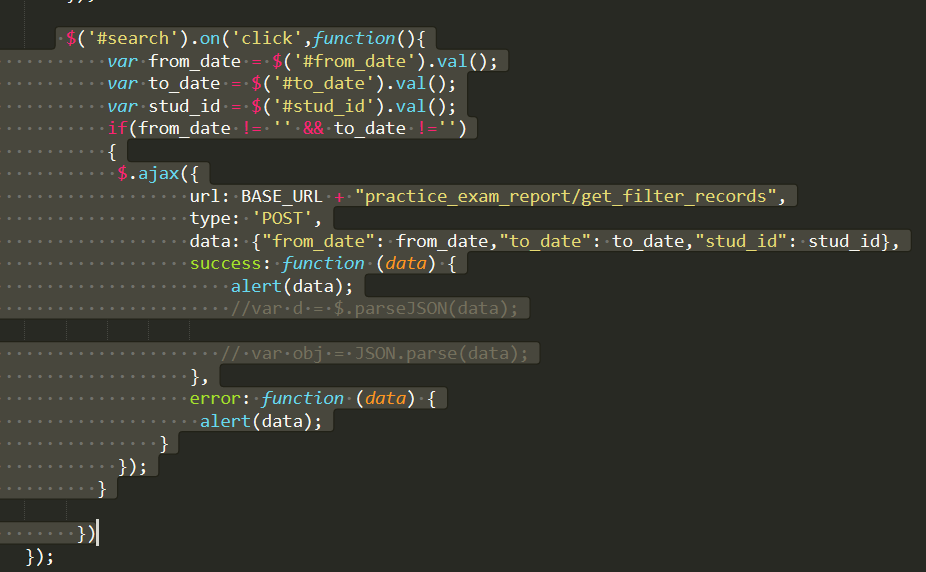 $('#search').on('click',function(){
var from_date = $('#from_date').val();
var to_date = $('#to_date').val();
var stud_id = $('#stud_id').val();
if(from_date != '' && to_date !='')
{
$.ajax({
url: BASE_URL + "practice_exam_report/get_filter_records",
type: 'POST',
data: {"from_date": from_date,"to_date": to_date,"stud_id": stud_id},
success: function (data) {
alert(data);
//var d = $.parseJSON(data);
// var obj = JSON.parse(data);
},
error: function (data) {
alert(data);
}
});
}
})
});